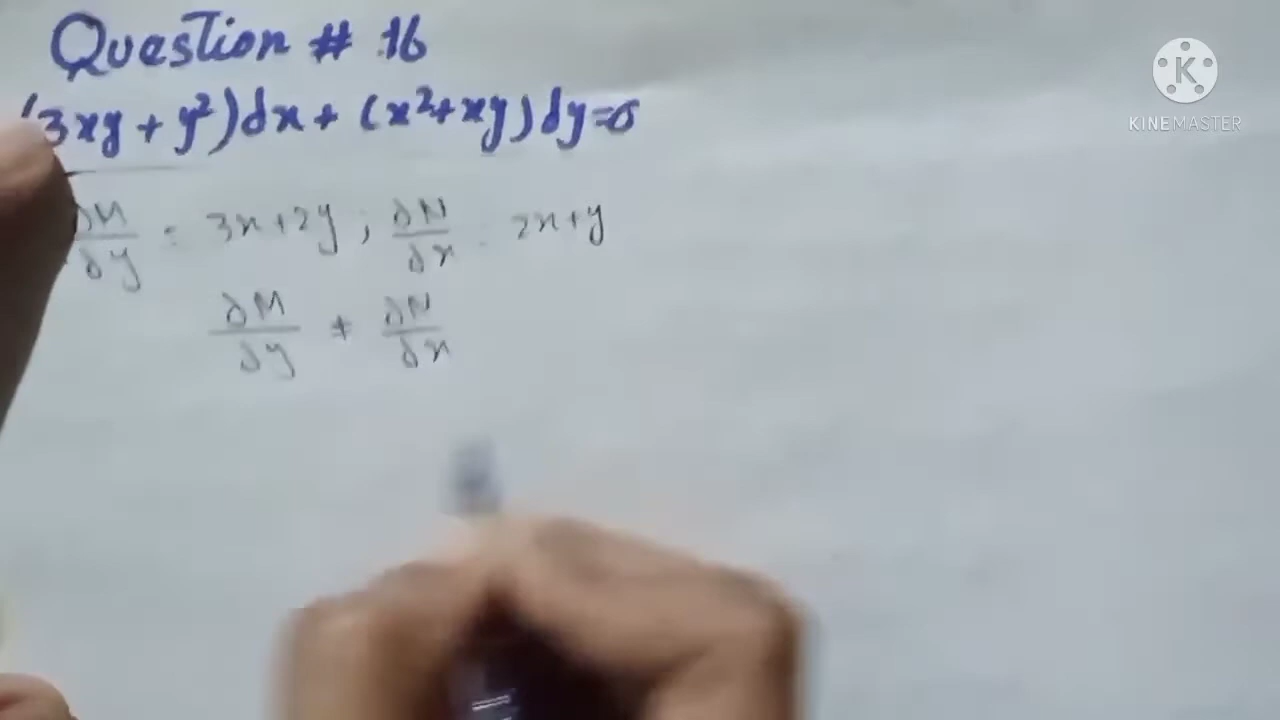 Question # 16
(3xy + y²)dx + (x²+xy)dy=0
∂M/∂y = 3x+2y ; ∂N/∂x = 2x+y
∂M/∂y ≠ ∂N/∂x
K
KINEMASTER